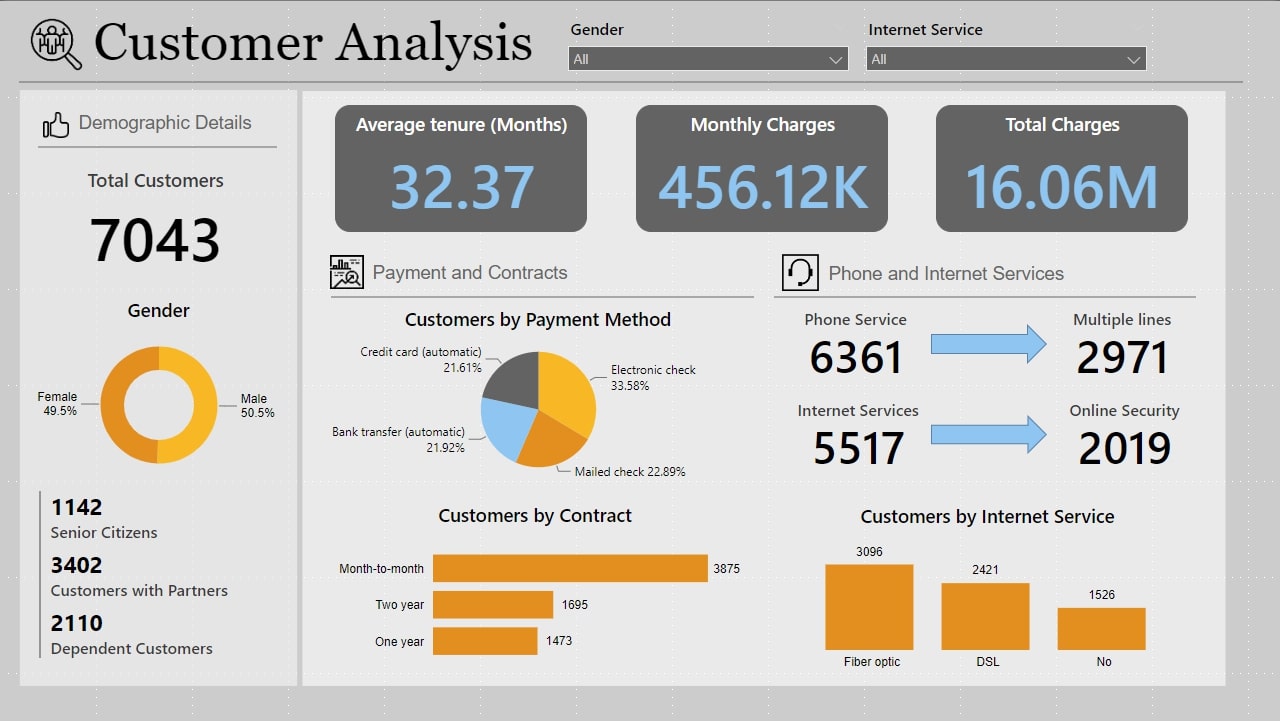 Customer Analysis
Gender
All
Internet Service
All
Demographic Details
Total Customers
7043
Gender
Female
49.5%
Male
50.5%
1142
Senior Citizens
3402
Customers with Partners
2110
Dependent Customers
Average tenure (Months)
32.37
Monthly Charges
456.12K
Total Charges
16.06M
Payment and Contracts
Customers by Payment Method
Credit card (automatic)
21.61%
Electronic check
33.58%
Bank transfer (automatic)
21.92%
Mailed check 22.89%
Customers by Contract
Month-to-month
3875
Two year
1695
One year
1473
Phone and Internet Services
Phone Service
6361
Multiple lines
2971
Internet Services
5517
Online Security
2019
Customers by Internet Service
3096
2421
1526
Fiber optic
DSL
No